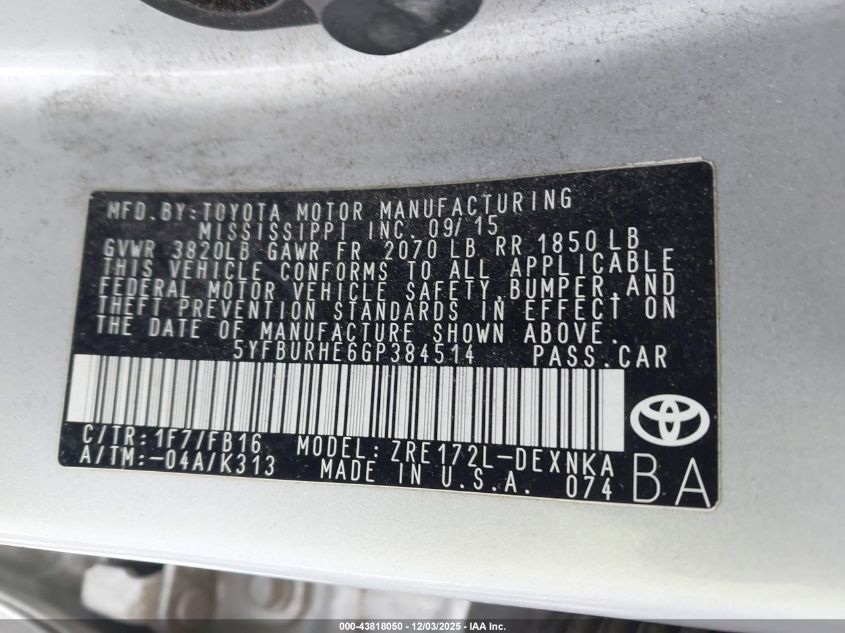 MFD.BY:TOYOTA MOTOR MANUFACTURING
MISSISSIPPI INC. 09/15
GVWR 3820LB GAWR FR 2070 LB RR 1850 LB
THIS VEHICLE CONFORMS TO ALL APPLICABLE
FEDERAL MOTOR VEHICLE SAFETY,BUMPER,AND
THEFT PREVENTION STANDARDS IN EFFECT ON
THE DATE OF MANUFACTURE SHOWN ABOVE.
5YFBURHE6GP384514 PASS.CAR
C/TR:1F7/FB16 MODEL:ZRE172L-DEXNKA
A/TM:-04A/K313 MADE IN U.S.A. 074 BA
000-43818050 - 12/03/2025 - IAA Inc.